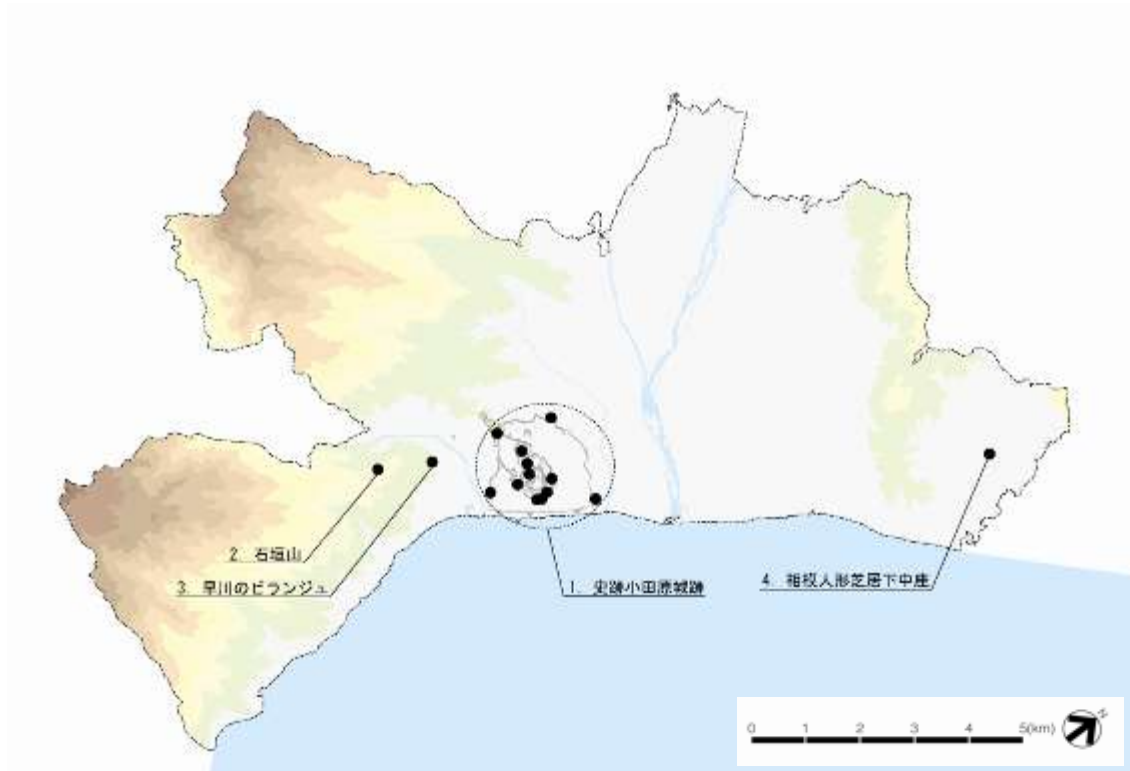 2. 石垣山
3. 早川のビランジュ
1. 史跡小田原城跡
4. 相模人形芝居下中座
0 1 2 3 4 5(km)
N